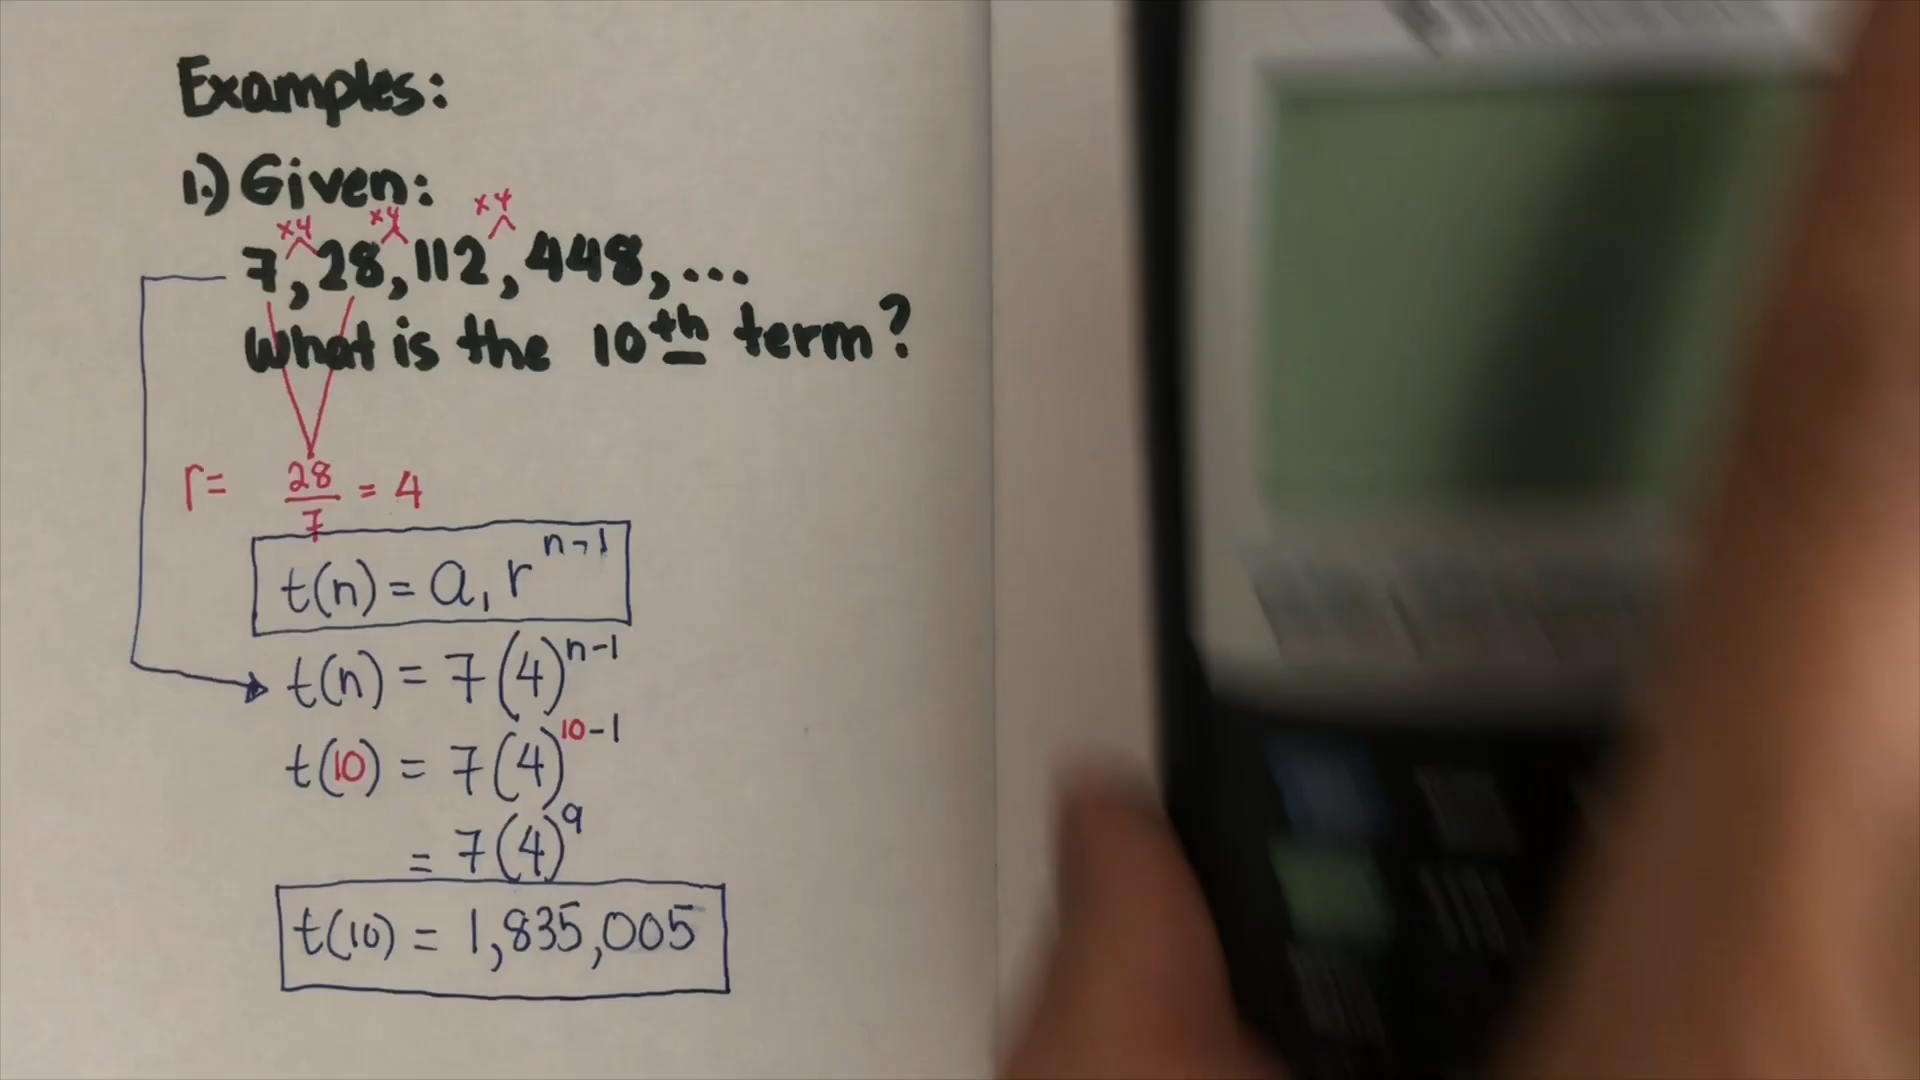 Examples:
1.) Given:
×4 ×4 ×4
7, 28, 112, 448, ...
What is the 10th term?
r = 28/7 = 4
t(n) = a₁ r^(n-1)
t(n) = 7(4)^(n-1)
t(10) = 7(4)^(10-1)
= 7(4)^9
t(10) = 1,835,005